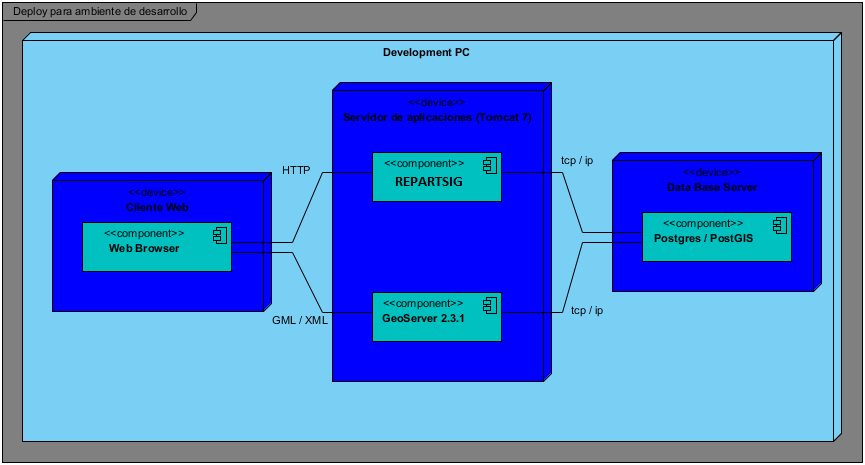 Deploy para ambiente de desarrollo
Development PC
<<device>>
Servidor de aplicaciones (Tomcat 7)
<<component>>
REPARTSIG
<<component>>
GeoServer 2.3.1
HTTP
GML / XML
<<device>>
Cliente Web
<<component>>
Web Browser
tcp / ip
tcp / ip
<<device>>
Data Base Server
<<component>>
Postgres / PostGIS